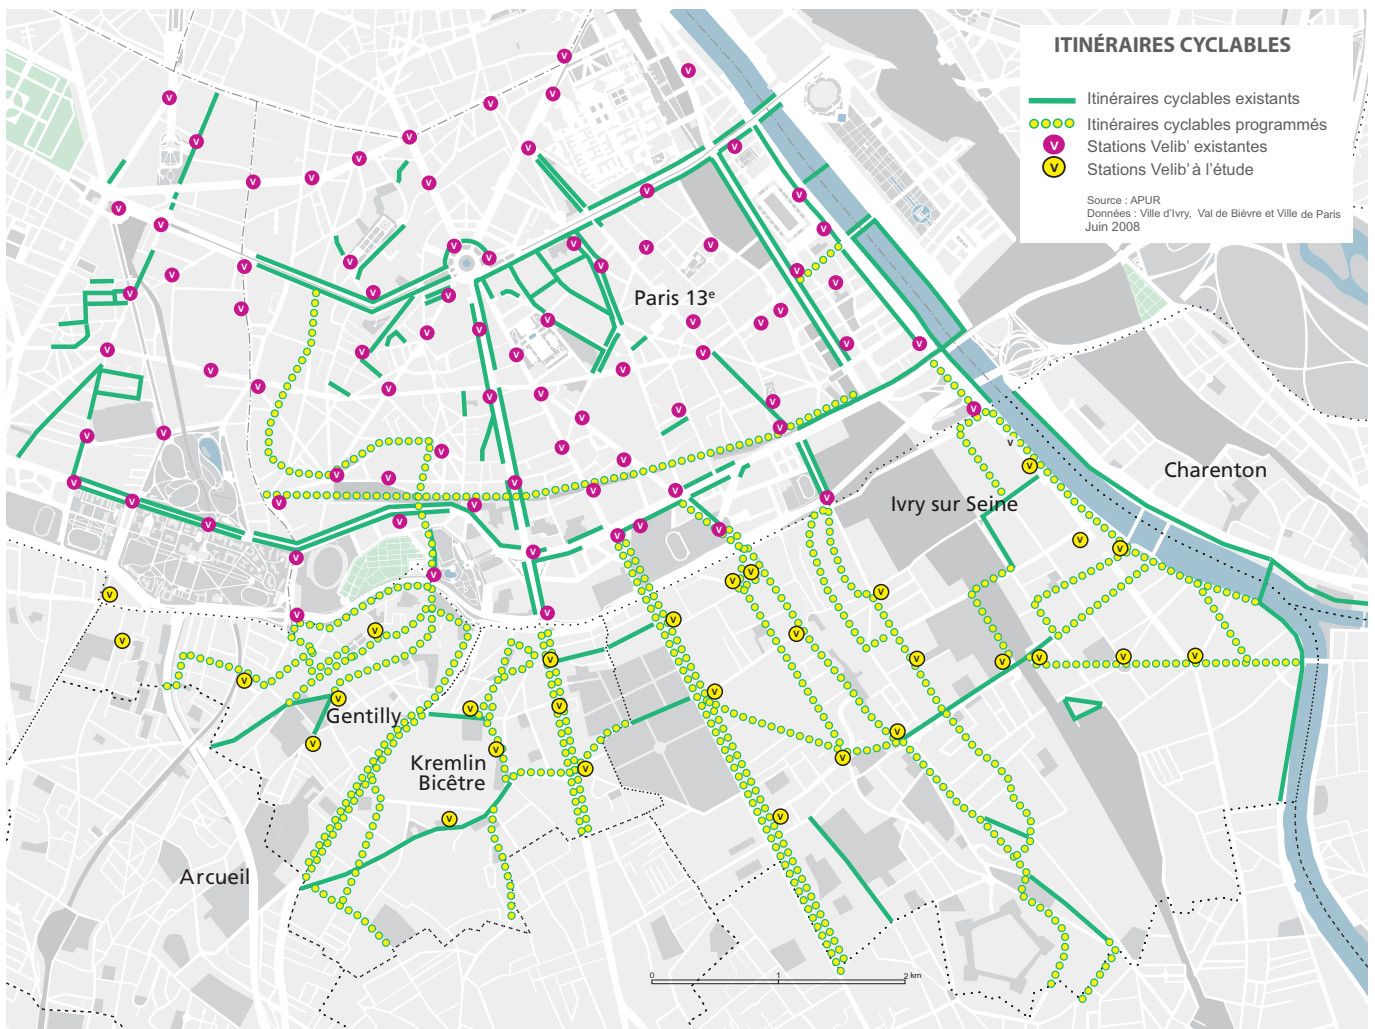 ITINÉRAIRES CYCLABLES
Itinéraires cyclables existants
Itinéraires cyclables programmés
V Stations Velib' existantes
V Stations Velib' à l'étude
Source : APUR
Données : Ville d'Ivry, Val de Bièvre et Ville de Paris
Juin 2008
Paris 13e
Charenton
Ivry sur Seine
Gentilly
Kremlin
Bicêtre
Arcueil
0 1 2 km